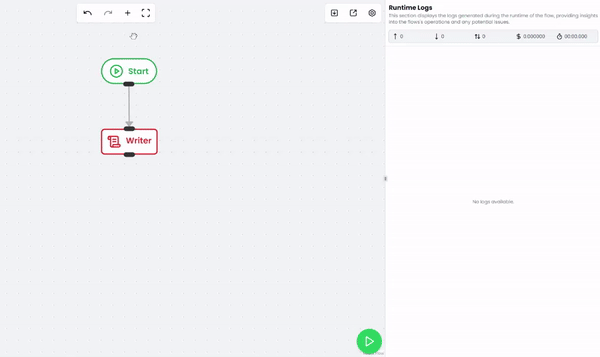 Runtime Logs
This section displays the logs generated during the runtime of the flow, providing insights
into the flow's operations and any potential issues.
0 0 0 0.000000 00:00.000
Start
Writer
No logs available.